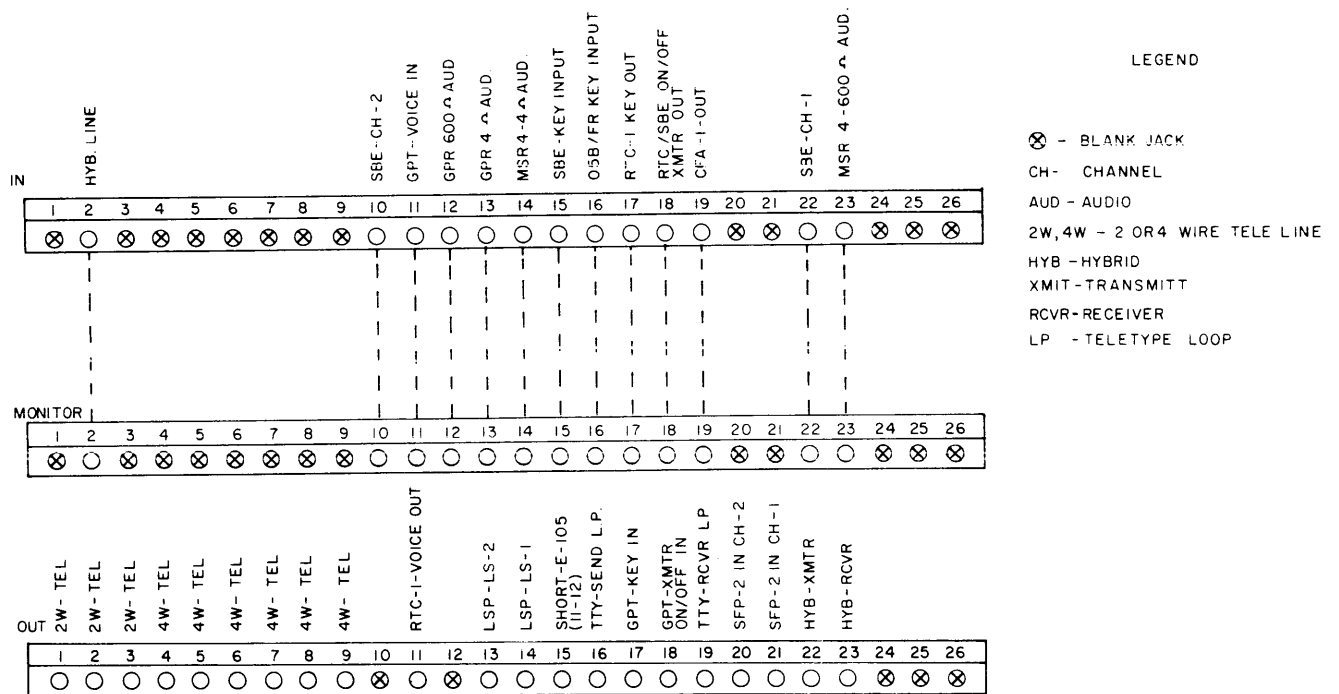 LEGEND
⊗ - BLANK JACK
CH- CHANNEL
AUD - AUDIO
2W, 4W - 2 OR 4 WIRE TELE LINE
HYB - HYBRID
XMIT-TRANSMITT
RCVR-RECEIVER
LP - TELETYPE LOOP
IN
HYB. LINE
SBE-CH-2
GPT-VOICE IN
GPR 600 Ω AUD
GPR 4 Ω AUD.
MSR 4-4 Ω AUD.
SBE-KEY INPUT
O5B/FR KEY INPUT
RTC-1 KEY OUT
RTC/SBE ON/OFF
XMTR OUT
CFA-1-OUT
SBE-CH-1
MSR 4-600 Ω AUD.
1 2 3 4 5 6 7 8 9 10 11 12 13 14 15 16 17 18 19 20 21 22 23 24 25 26
MONITOR
1 2 3 4 5 6 7 8 9 10 11 12 13 14 15 16 17 18 19 20 21 22 23 24 25 26
OUT
2W- TEL
2W- TEL
2W- TEL
4W- TEL
4W- TEL
4W- TEL
4W- TEL
4W- TEL
4W- TEL
RTC-1-VOICE OUT
LSP-LS-2
LSP-LS-1
SHORT-E-105
(11-12)
TTY-SEND L.P.
GPT-KEY IN
GPT-XMTR
ON/OFF IN
TTY-RCVR LP
SFP-2 IN CH-2
SFP-2 IN CH-1
HYB-XMTR
HYB-RCVR
1 2 3 4 5 6 7 8 9 10 11 12 13 14 15 16 17 18 19 20 21 22 23 24 25 26